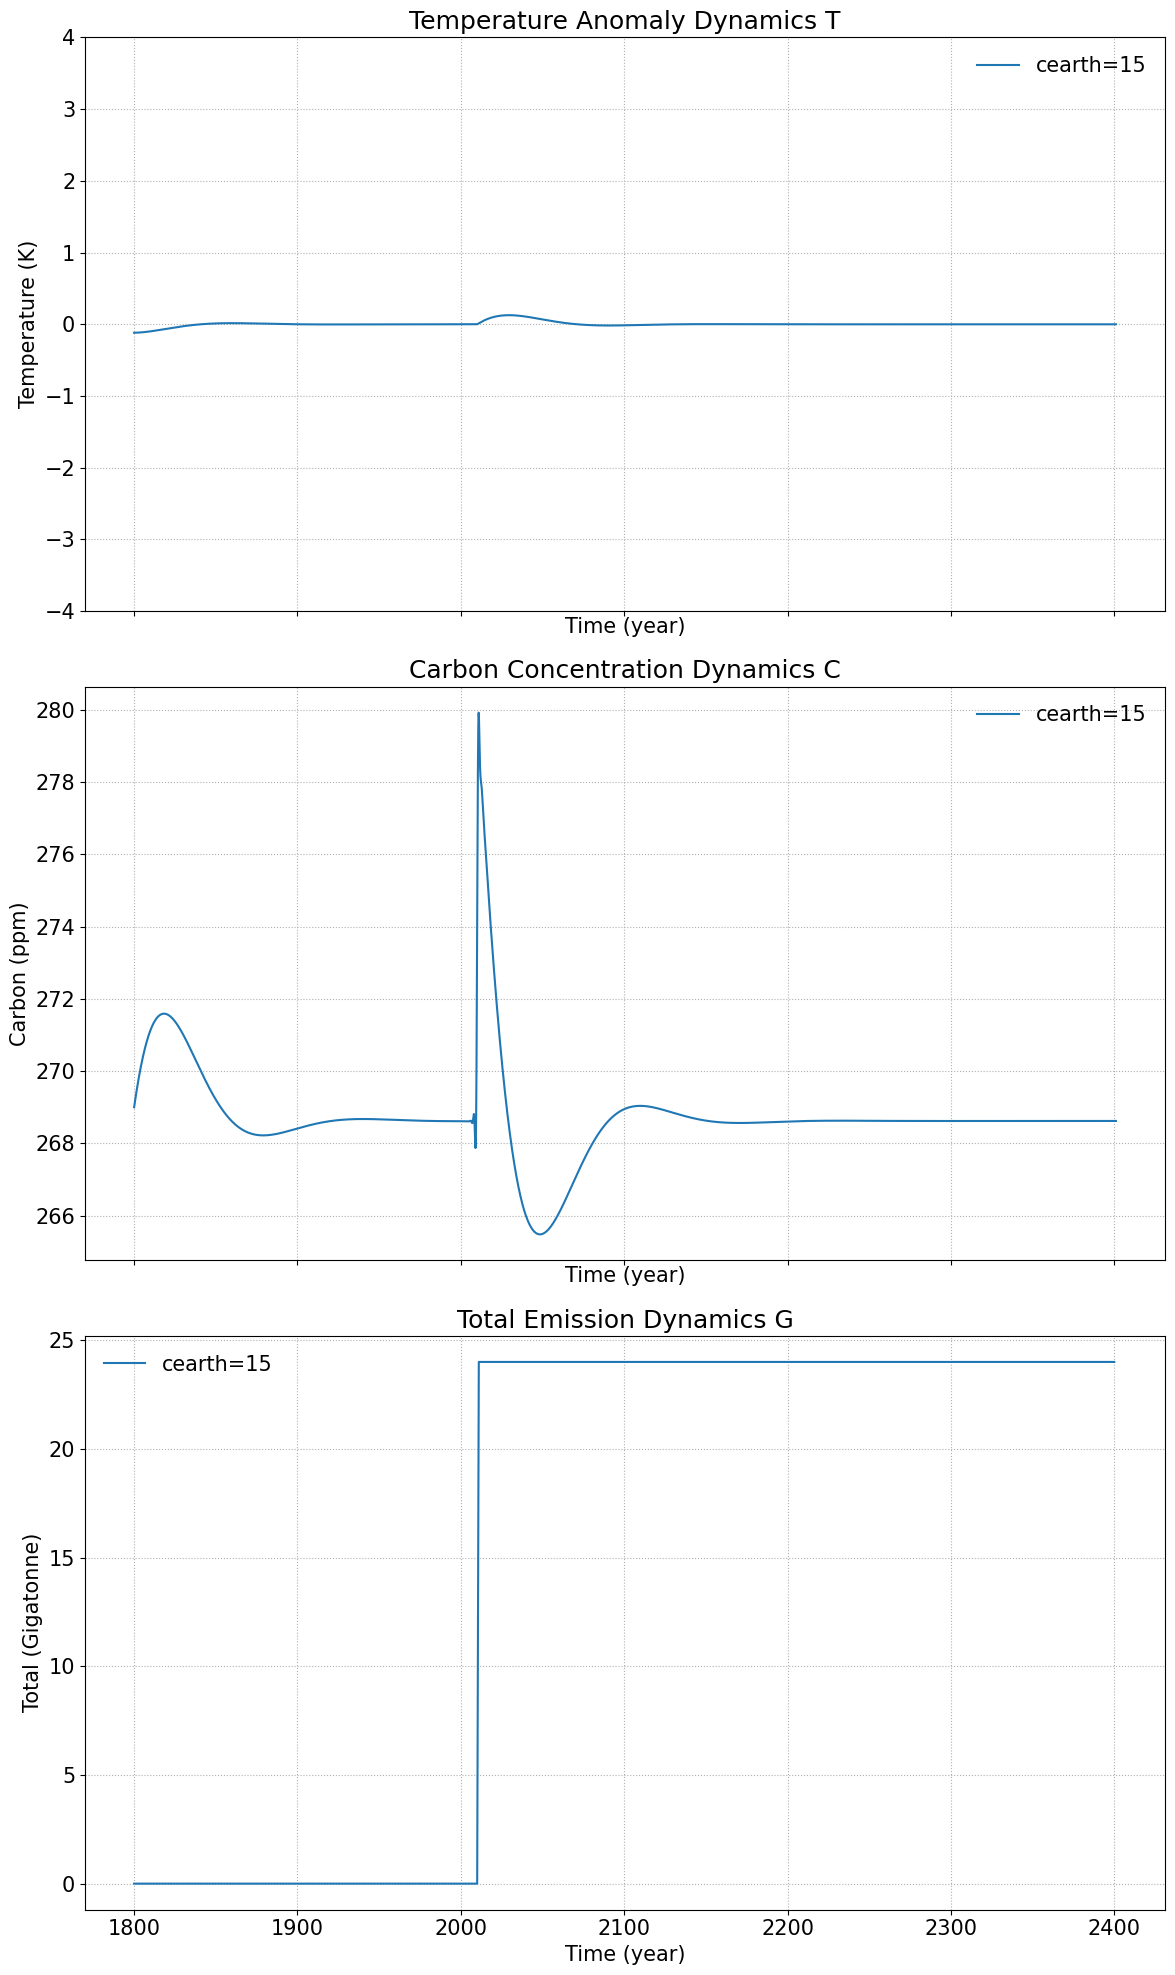 Temperature Anomaly Dynamics T
4
3
2
1
0
−1
−2
−3
−4
Temperature (K)
cearth=15
Time (year)
Carbon Concentration Dynamics C
280
278
276
274
272
270
268
266
Carbon (ppm)
cearth=15
Time (year)
Total Emission Dynamics G
25
20
15
10
5
0
Total (Gigatonne)
cearth=15
1800 1900 2000 2100 2200 2300 2400
Time (year)